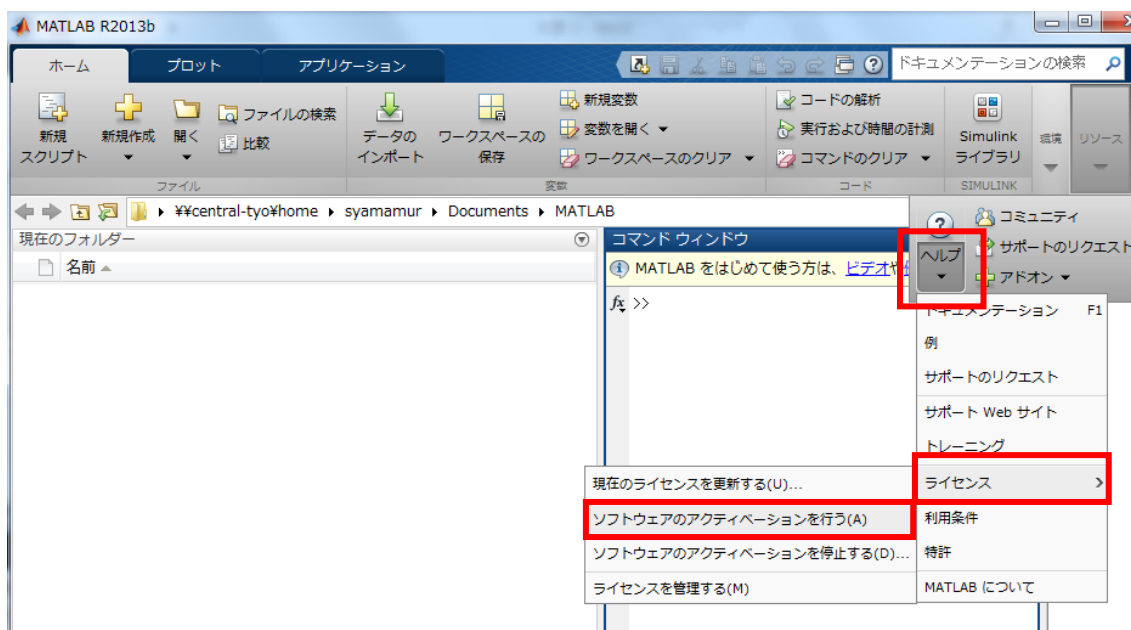 MATLAB R2013b
ホーム プロット アプリケーション
ドキュメンテーションの検索
新規
スクリプト
新規作成
開く
ファイルの検索
比較
データの
インポート
ワークスペースの
保存
新規変数
変数を開く
ワークスペースのクリア
コードの解析
実行および時間の計測
コマンドのクリア
Simulink
ライブラリ
環境
リソース
ファイル 変数 コード SIMULINK
¥¥central-tyo¥home syamamur Documents MATLAB
現在のフォルダー
名前
コマンド ウィンドウ
MATLAB をはじめて使う方は、ビデオや
fx >>
ヘルプ
コミュニティ
サポートのリクエスト
アドオン
ドキュメンテーション F1
例
サポートのリクエスト
サポート Web サイト
トレーニング
ライセンス
利用条件
特許
MATLAB について
現在のライセンスを更新する(U)...
ソフトウェアのアクティベーションを行う(A)
ソフトウェアのアクティベーションを停止する(D)...
ライセンスを管理する(M)